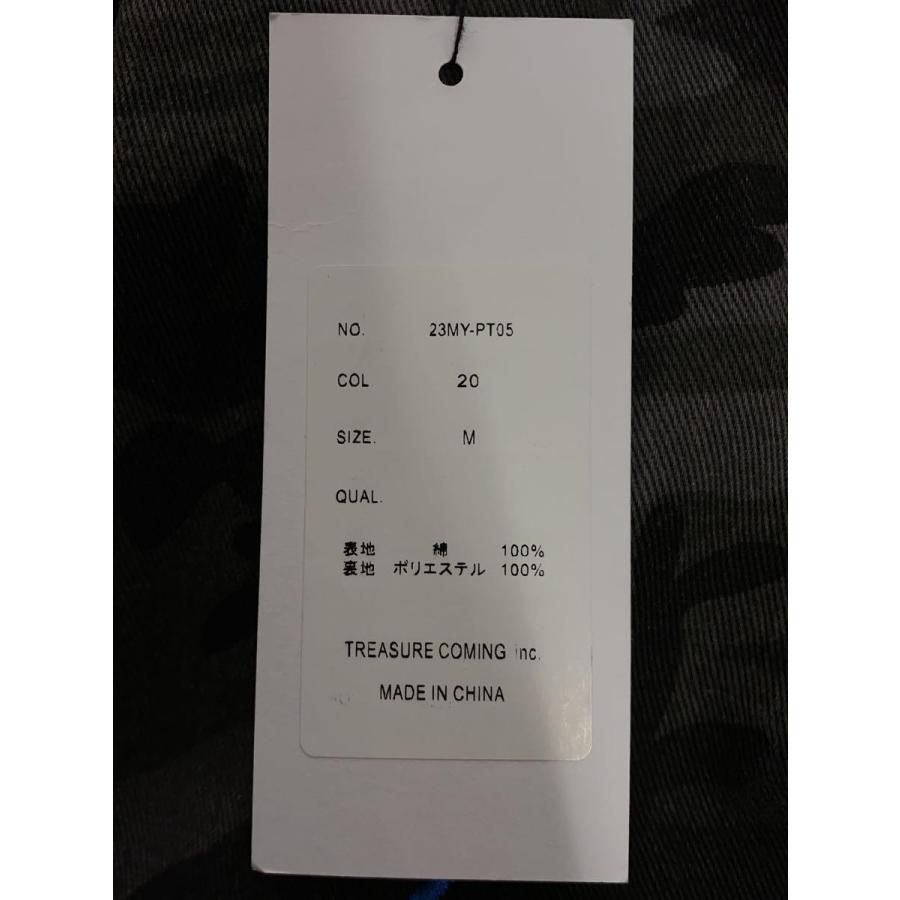 NO. 23MY-PT05
COL. 20
SIZE. M
QUAL.
表地 綿 100%
裏地 ポリエステル 100%
TREASURE COMING inc.
MADE IN CHINA